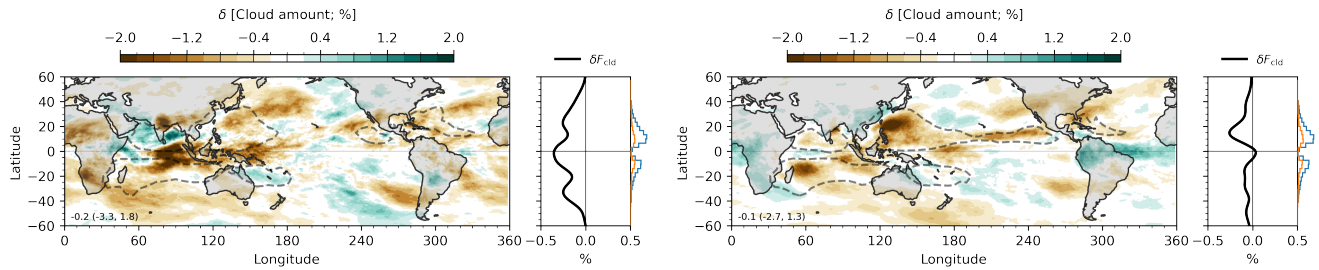 δ [Cloud amount; %]
−2.0 −1.2 −0.4 0.4 1.2 2.0
δF_cld
60
40
20
0
−20
−40
−60
Latitude
-0.2 (-3.3, 1.8)
0 60 120 180 240 300 360
Longitude
−0.5 0.0 0.5
%
δ [Cloud amount; %]
−2.0 −1.2 −0.4 0.4 1.2 2.0
δF_cld
60
40
20
0
−20
−40
−60
Latitude
-0.1 (-2.7, 1.3)
0 60 120 180 240 300 360
Longitude
−0.5 0.0 0.5
%